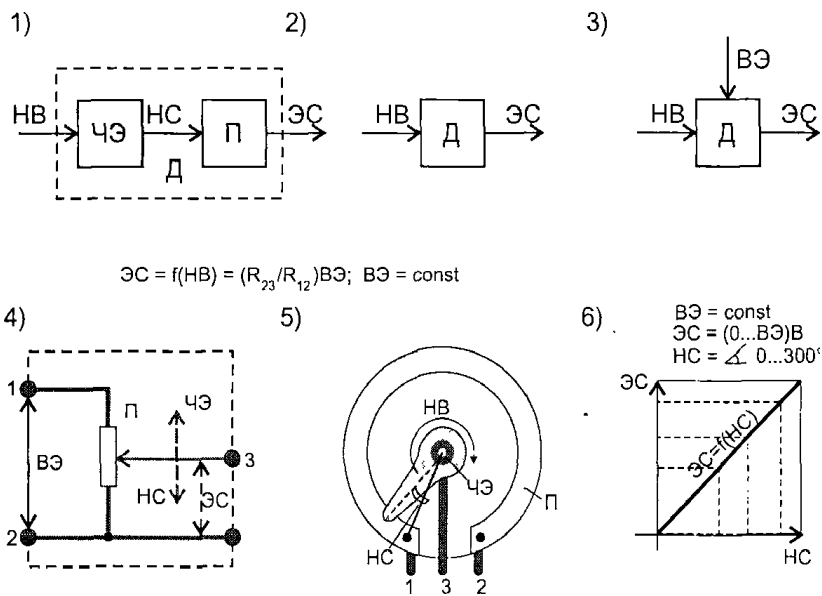 1)
2)
3)
НВ
ЧЭ
НС
П
ЭС
Д
НВ
Д
ЭС
ВЭ
НВ
Д
ЭС
ЭС = f(НВ) = (R₂₃/R₁₂)ВЭ; ВЭ = const
4)
5)
6)
ВЭ = const
ЭС = (0...ВЭ)В
НС = ∡ 0...300°
1
П
ЧЭ
ВЭ
3
НС
ЭС
2
НВ
ЧЭ
П
НС
1
3
2
ЭС
ЭС=f(НС)
НС